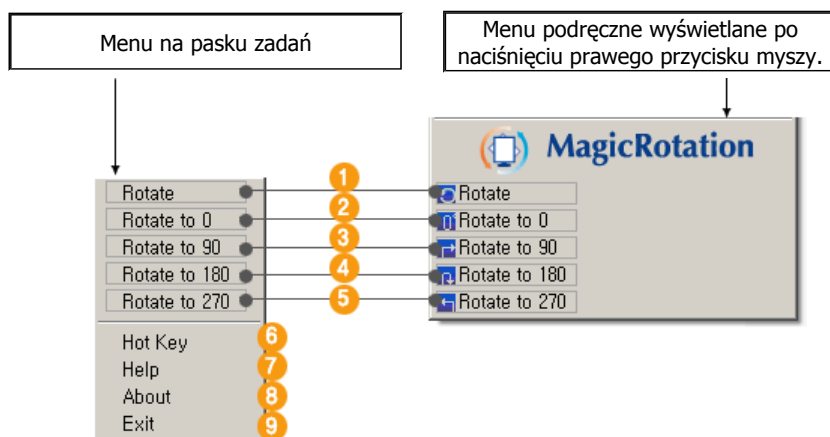 Menu na pasku zadań
Menu podręczne wyświetlane po
naciśnięciu prawego przycisku myszy.
MagicRotation
Rotate
1
Rotate
Rotate to 0
2
Rotate to 0
Rotate to 90
3
Rotate to 90
Rotate to 180
4
Rotate to 180
Rotate to 270
5
Rotate to 270
Hot Key
6
Help
7
About
8
Exit
9